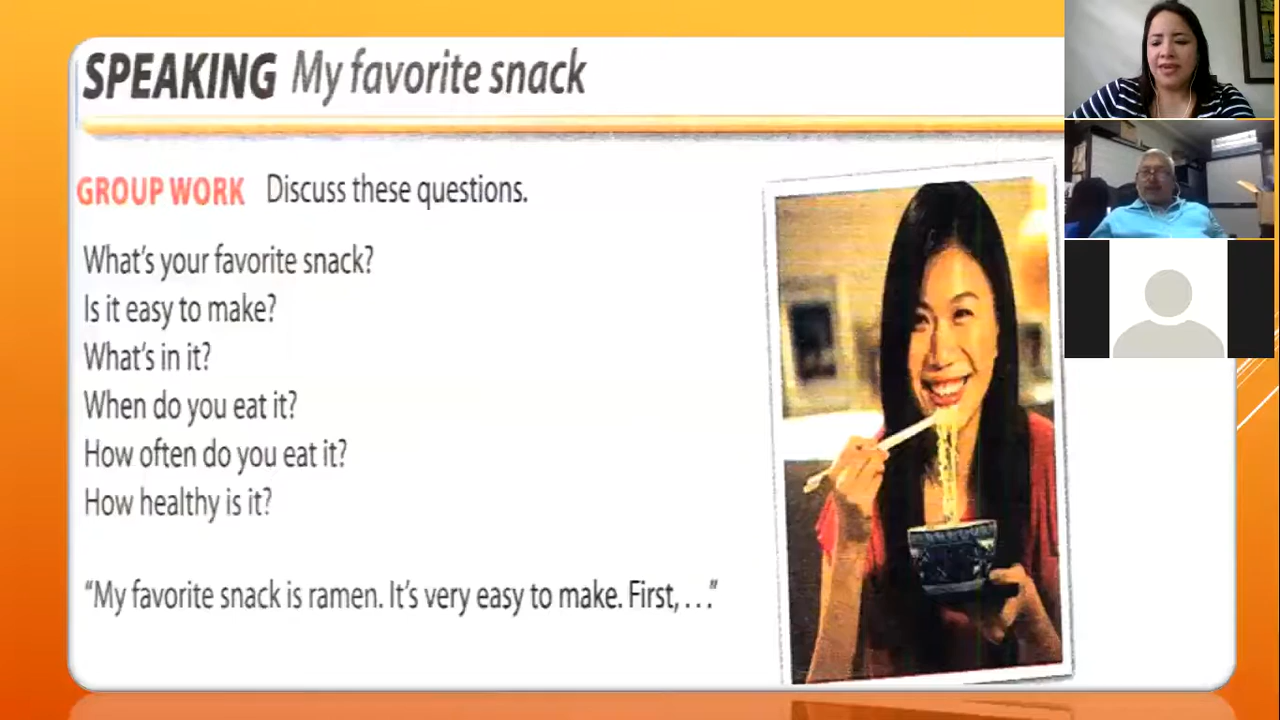 SPEAKING My favorite snack
GROUP WORK Discuss these questions.
What's your favorite snack?
Is it easy to make?
What's in it?
When do you eat it?
How often do you eat it?
How healthy is it?
"My favorite snack is ramen. It's very easy to make. First, . . ."